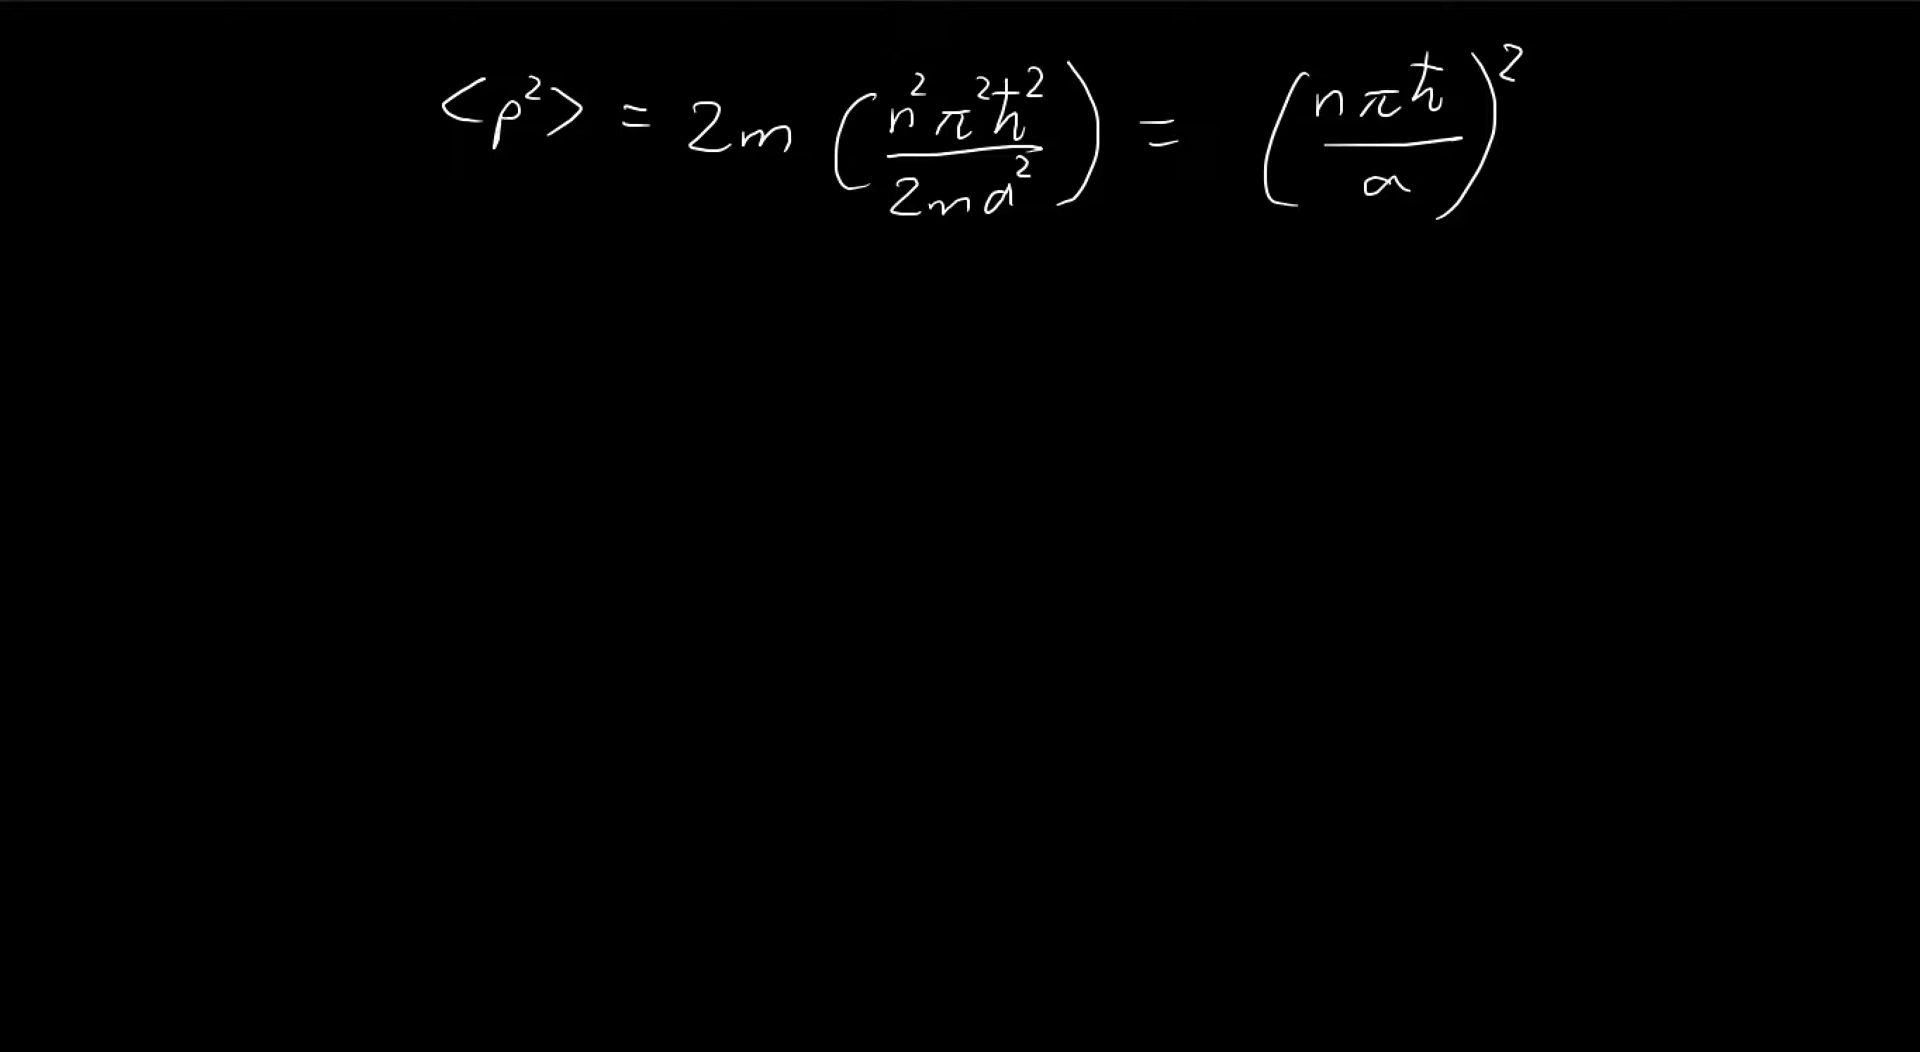 <p²> = 2m (n²π²ħ² / 2ma²) = (nπħ / a)²